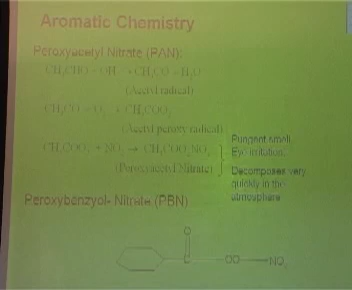 Aromatic Chemistry
Peroxyacetyl Nitrate (PAN):
CH₃CHO + OH → CH₃CO + H₂O
(Acetyl radical)
CH₃CO + O₂ → CH₃COO₂
(Acetyl peroxy radical)
CH₃COO₂ + NO₂ → CH₃COO₂NO₂
(Peroxyacetyl Nitrate)
Pungent smell
Eye irritation.
Decomposes very
quickly in the
atmosphere
Peroxybenzyol- Nitrate (PBN)
O
C
OO
NO₂